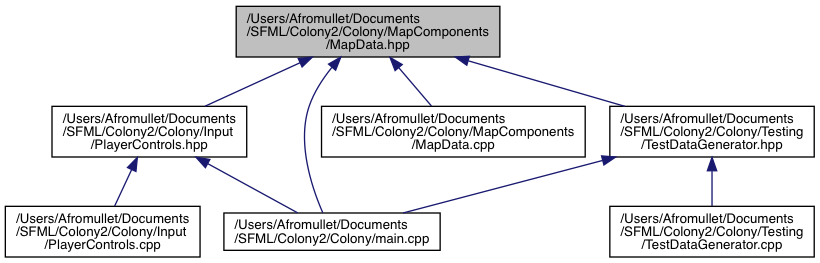 /Users/Afromullet/Documents
/SFML/Colony2/Colony/MapComponents
/MapData.hpp
/Users/Afromullet/Documents
/SFML/Colony2/Colony/Input
/PlayerControls.hpp
/Users/Afromullet/Documents
/SFML/Colony2/Colony/MapComponents
/MapData.cpp
/Users/Afromullet/Documents
/SFML/Colony2/Colony/Testing
/TestDataGenerator.hpp
/Users/Afromullet/Documents
/SFML/Colony2/Colony/Input
/PlayerControls.cpp
/Users/Afromullet/Documents
/SFML/Colony2/Colony/main.cpp
/Users/Afromullet/Documents
/SFML/Colony2/Colony/Testing
/TestDataGenerator.cpp